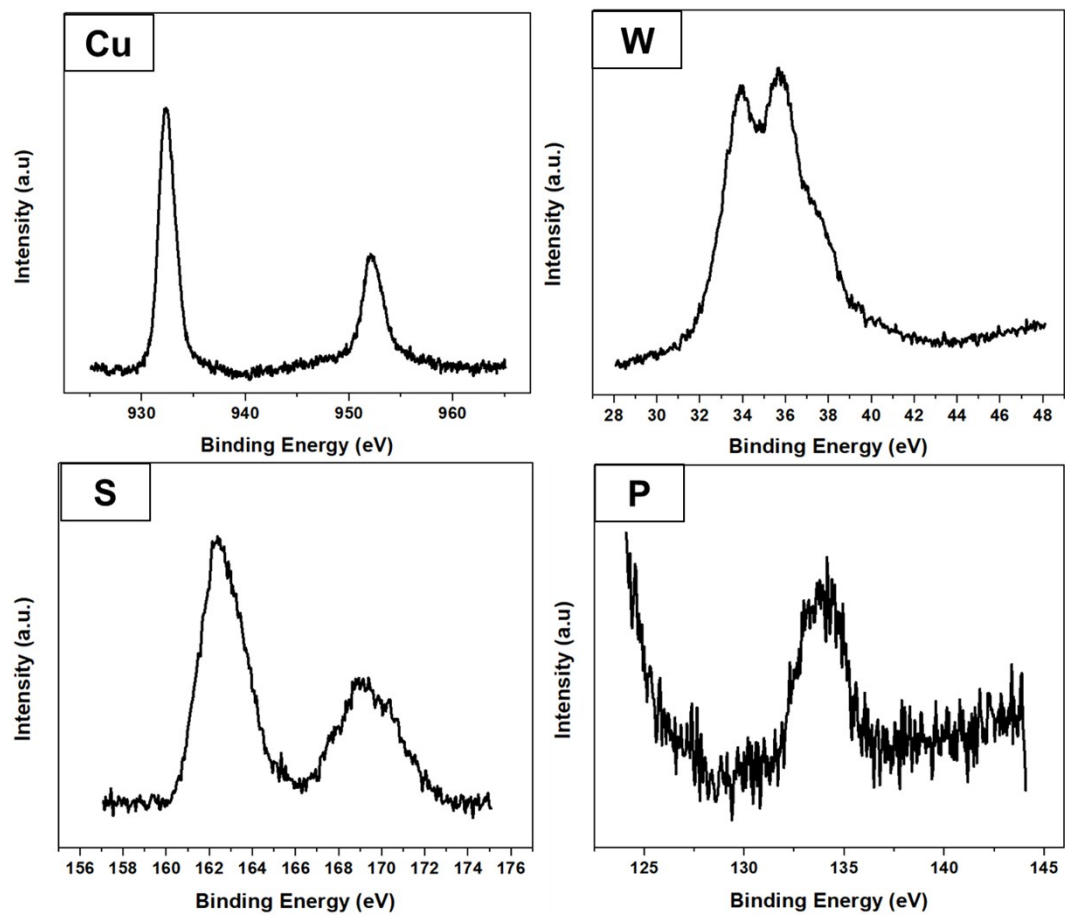 Cu
Intensity (a.u)
930 940 950 960
Binding Energy (eV)
W
Intensity (a.u.)
28 30 32 34 36 38 40 42 44 46 48
Binding Energy (eV)
S
Intensity (a.u.)
156 158 160 162 164 166 168 170 172 174 176
Binding Energy (eV)
P
Intensity (a.u)
125 130 135 140 145
Binding Energy (eV)